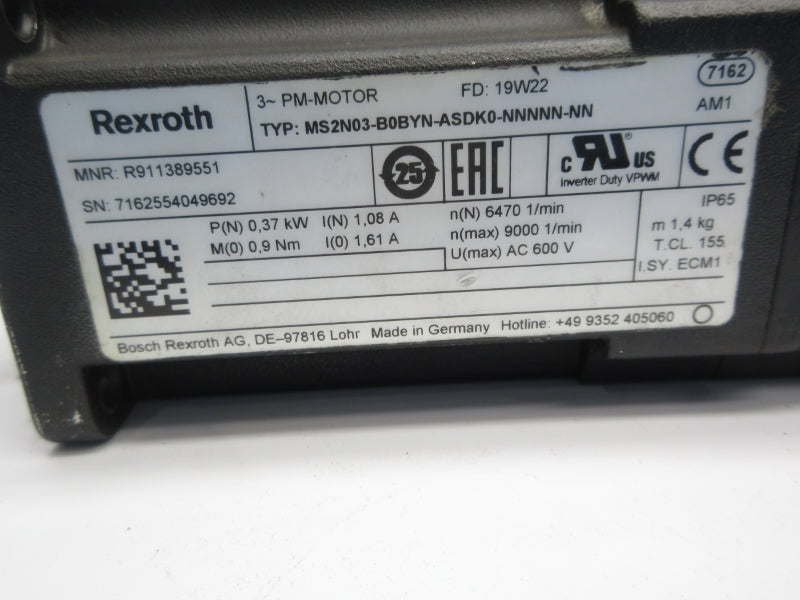 Rexroth
3~ PM-MOTOR FD: 19W22 7162
TYP: MS2N03-B0BYN-ASDK0-NNNNN-NN AM1
MNR: R911389551
SN: 7162554049692
25 EAC c RU us CE
Inverter Duty VPWM
P(N) 0,37 kW I(N) 1,08 A n(N) 6470 1/min IP65
M(0) 0,9 Nm I(0) 1,61 A n(max) 9000 1/min m 1,4 kg
U(max) AC 600 V T.CL. 155
I.SY. ECM1
Bosch Rexroth AG, DE-97816 Lohr Made in Germany Hotline: +49 9352 405060